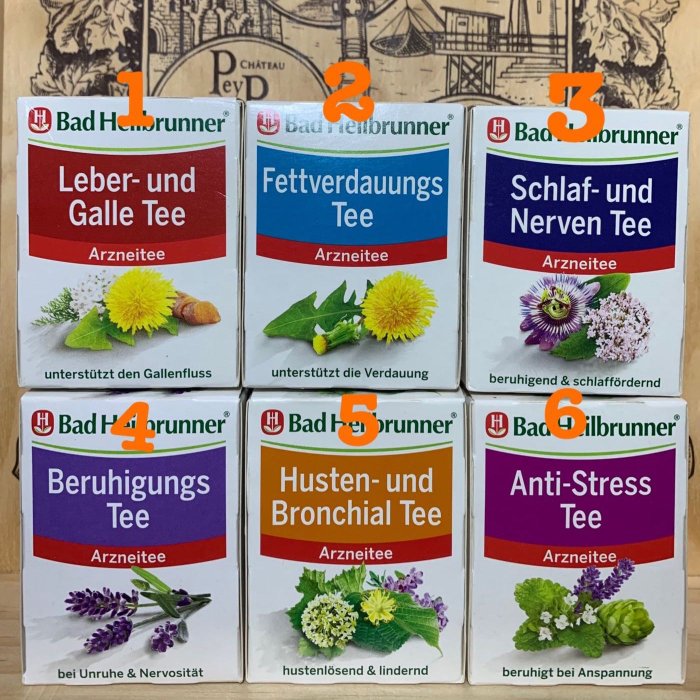 CHÂTEAU
1
2
3
Bad Heilbrunner®
Leber- und
Galle Tee
Arzneitee
unterstützt den Gallenfluss
Bad Heilbrunner®
Fettverdauungs
Tee
Arzneitee
unterstützt die Verdauung
Bad Heilbrunner®
Schlaf- und
Nerven Tee
Arzneitee
beruhigend & schlaffördernd
4
5
6
Bad Heilbrunner®
Beruhigungs
Tee
Arzneitee
bei Unruhe & Nervosität
Bad Heilbrunner®
Husten- und
Bronchial Tee
Arzneitee
hustenlösend & lindernd
Bad Heilbrunner®
Anti-Stress
Tee
Arzneitee
beruhigt bei Anspannung